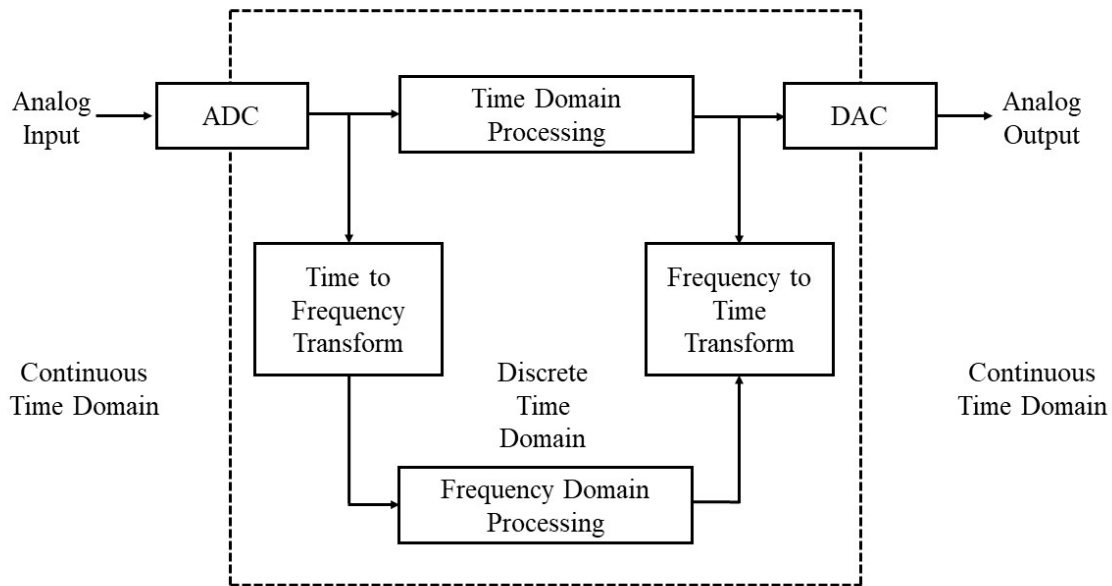 Analog
Input
ADC
Time Domain
Processing
DAC
Analog
Output
Time to
Frequency
Transform
Frequency to
Time
Transform
Continuous
Time Domain
Discrete
Time
Domain
Continuous
Time Domain
Frequency Domain
Processing